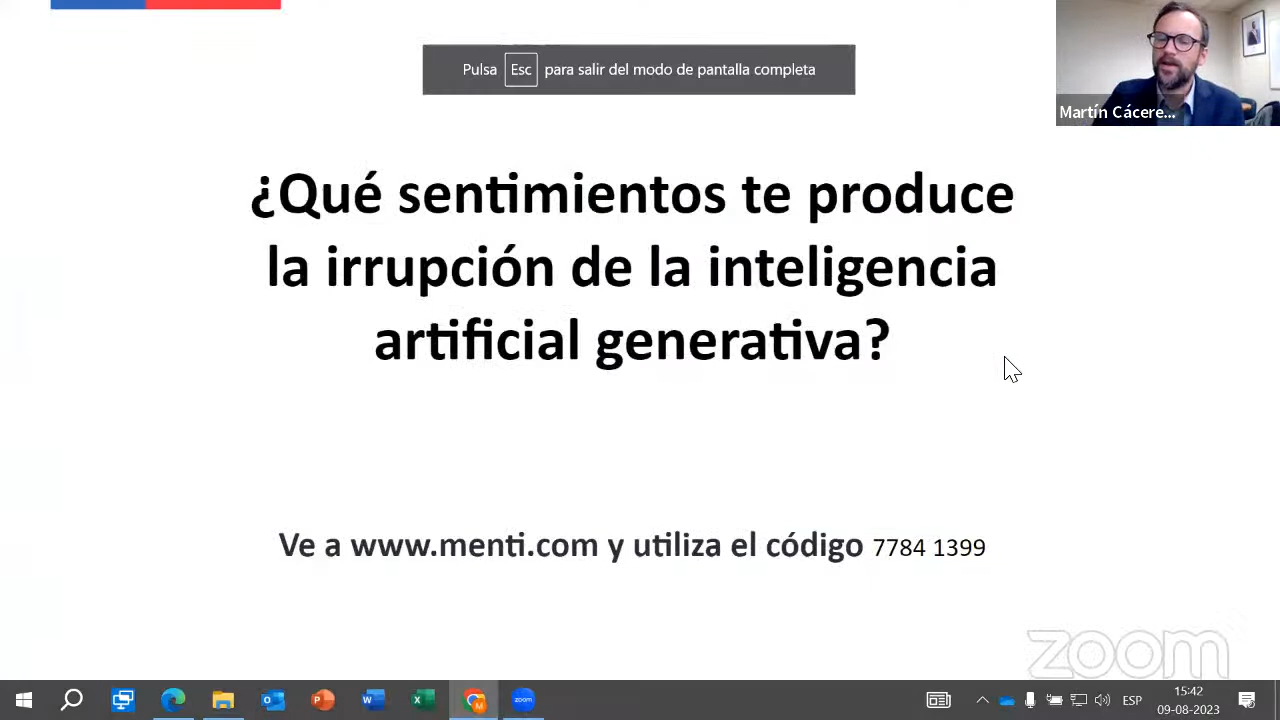 Pulsa Esc para salir del modo de pantalla completa
Martín Cácere...
¿Qué sentimientos te produce
la irrupción de la inteligencia
artificial generativa?
Ve a www.menti.com y utiliza el código 7784 1399
zoom
zoom
ESP
15:42
09-08-2023